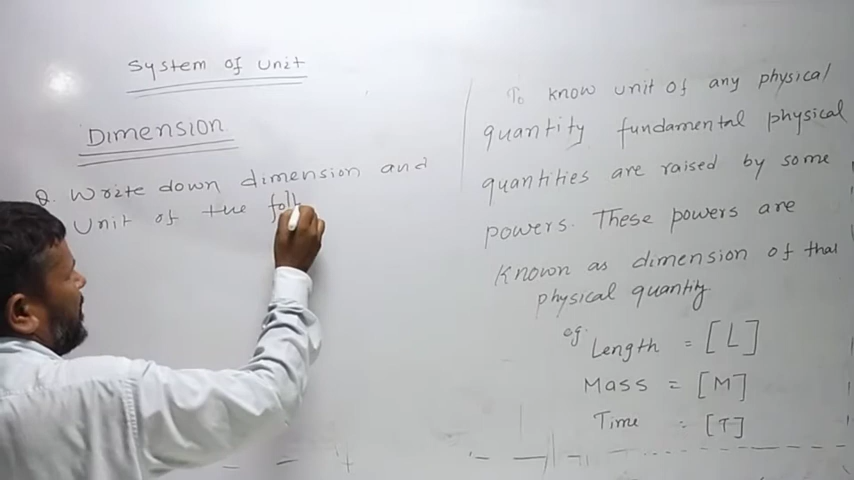 System of unit
Dimension
Q. Write down dimension and
Unit of the foll
To know unit of any physical
quantity fundamental physical
quantities are raised by some
powers. These powers are
known as dimension of that
physical quantity
eg. Length = [L]
Mass = [M]
Time : [T]